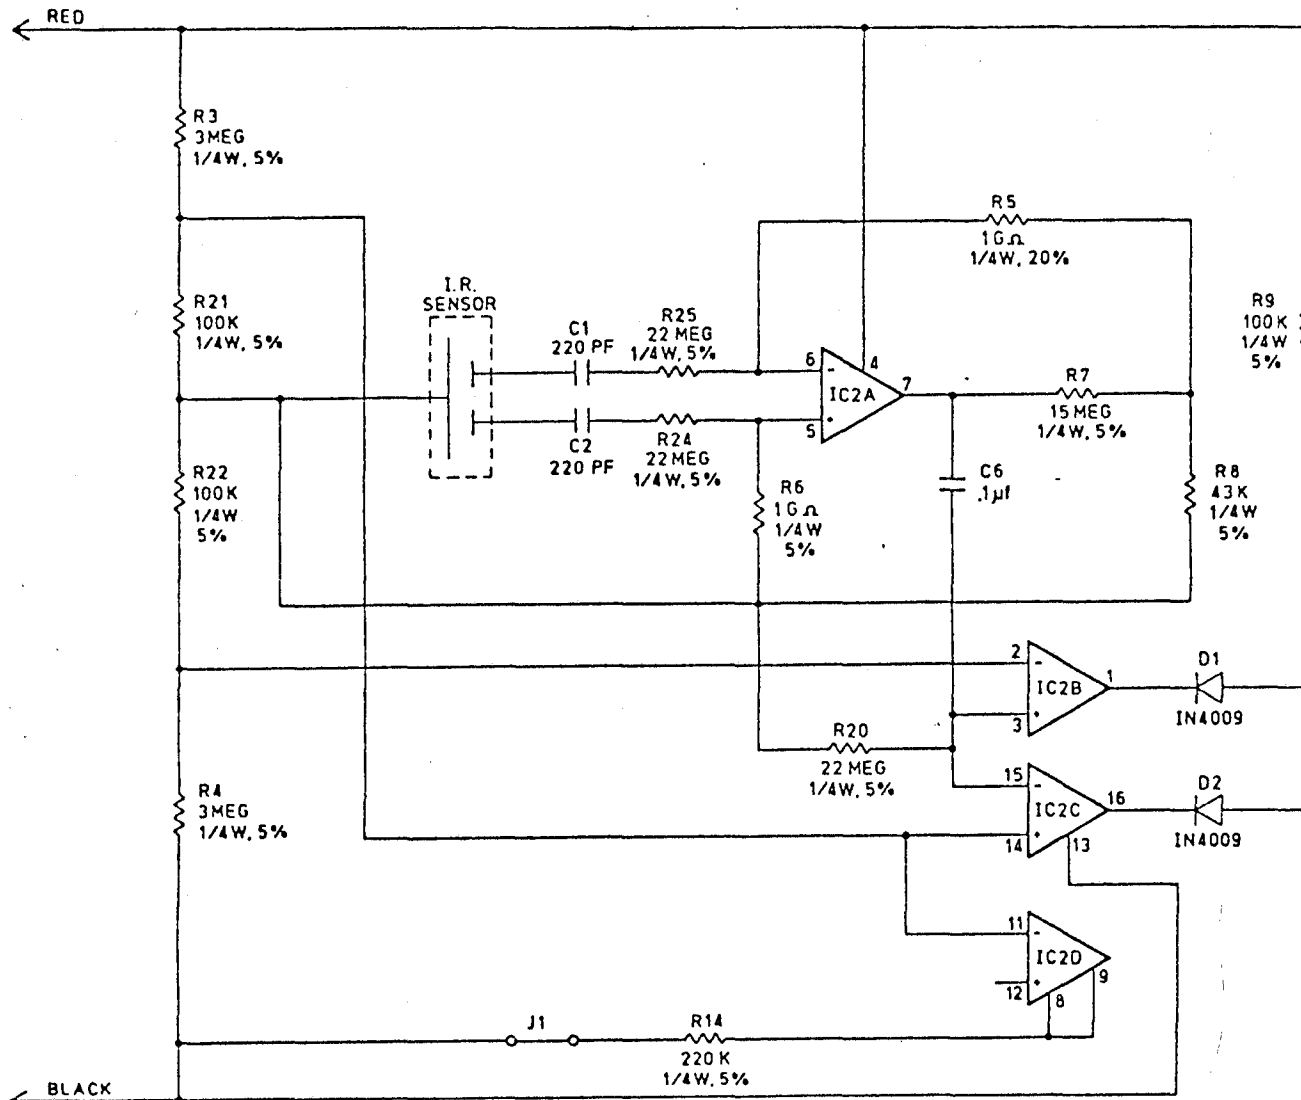 RED
R3
3MEG
1/4W, 5%
R5
1GΩ
1/4W, 20%
I.R.
SENSOR
R21
100K
1/4W, 5%
C1
220 PF
R25
22 MEG
1/4W, 5%
R9
100K
1/4W
5%
6
-
4
IC2A
7
5
+
R7
15 MEG
1/4W, 5%
C2
220 PF
R24
22 MEG
1/4W, 5%
R22
100K
1/4W
5%
R6
1GΩ
1/4W
5%
C6
.1µf
R8
43K
1/4W
5%
2
-
IC2B
1
3
+
D1
IN4009
R20
22 MEG
1/4W, 5%
R4
3MEG
1/4W, 5%
15
-
IC2C
16
14
+
13
D2
IN4009
11
-
IC2D
12
+
8
9
J1
R14
220K
1/4W, 5%
BLACK